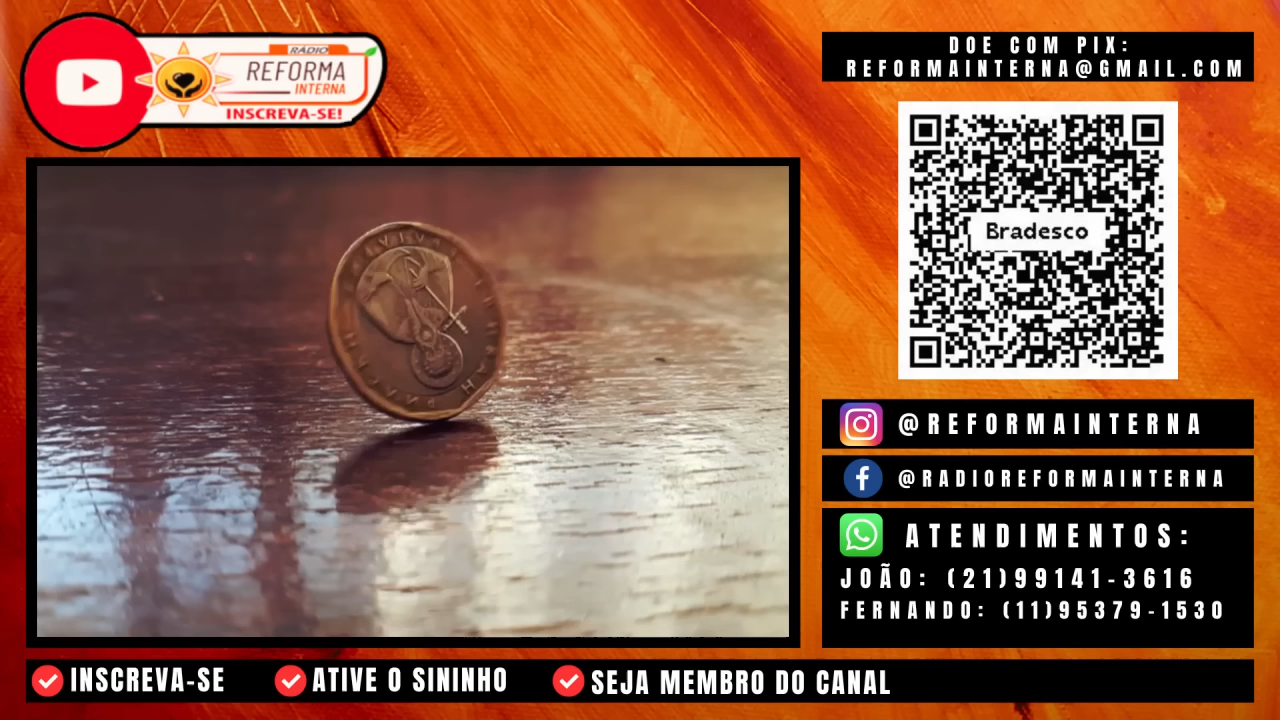 RÁDIO
REFORMA
INTERNA
INSCREVA-SE!
DOE COM PIX:
REFORMAINTERNA@GMAIL.COM
Bradesco
@REFORMAINTERNA
@RADIOREFORMAINTERNA
ATENDIMENTOS:
JOÃO: (21)99141-3616
FERNANDO: (11)95379-1530
INSCREVA-SE
ATIVE O SININHO
SEJA MEMBRO DO CANAL